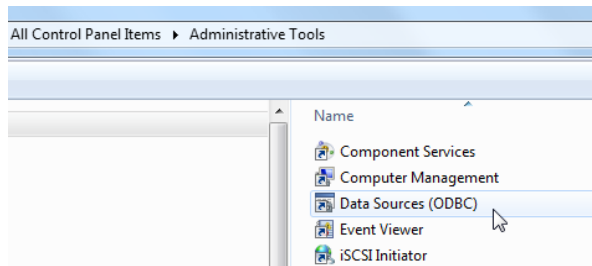 All Control Panel Items ▸ Administrative Tools
Name
Component Services
Computer Management
Data Sources (ODBC)
Event Viewer
iSCSI Initiator